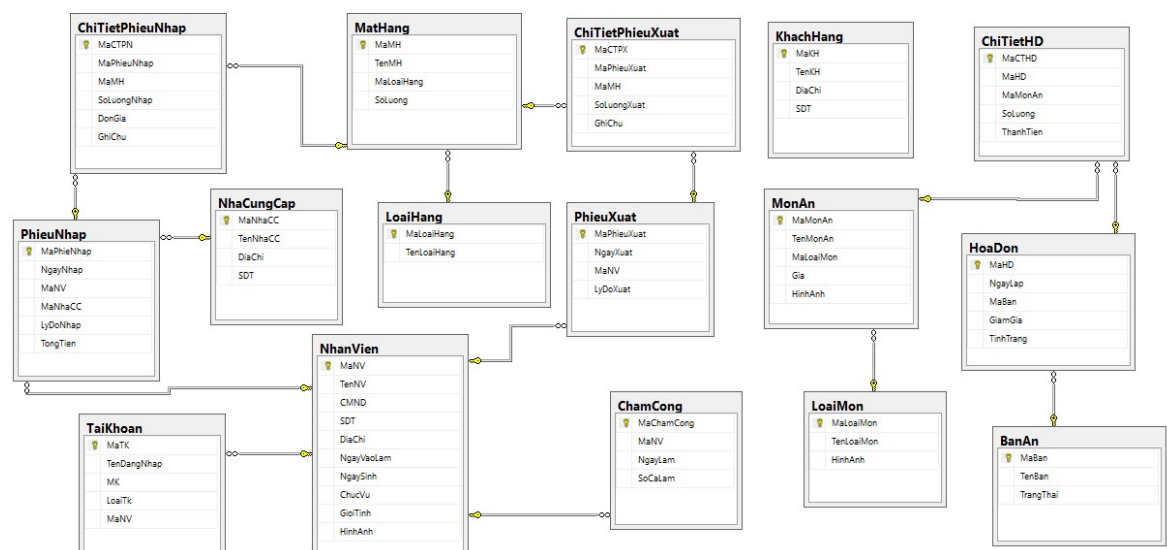 ChiTietPhieuNhap
MaCTPN
MaPhieuNhap
MaMH
SoLuongNhap
DonGia
GhiChu
MatHang
MaMH
TenMH
MaLoaiHang
SoLuong
ChiTietPhieuXuat
MaCTPX
MaPhieuXuat
MaMH
SoLuongXuat
GhiChu
KhachHang
MaKH
TenKH
DiaChi
SDT
ChiTietHD
MaCTHD
MaHD
MaMonAn
SoLuong
ThanhTien
PhieuNhap
MaPhieNhap
NgayNhap
MaNV
MaNhaCC
LyDoNhap
TongTien
NhaCungCap
MaNhaCC
TenNhaCC
DiaChi
SDT
LoaiHang
MaLoaiHang
TenLoaiHang
PhieuXuat
MaPhieuXuat
NgayXuat
MaNV
LyDoXuat
MonAn
MaMonAn
TenMonAn
MaLoaiMon
Gia
HinhAnh
HoaDon
MaHD
NgayLap
MaBan
GiamGia
TinhTrang
NhanVien
MaNV
TenNV
CMND
SDT
DiaChi
NgayVaoLam
NgaySinh
ChucVu
GioiTinh
HinhAnh
TaiKhoan
MaTK
TenDangNhap
MK
LoaiTk
MaNV
ChamCong
MaChamCong
MaNV
NgayLam
SoCaLam
LoaiMon
MaLoaiMon
TenLoaiMon
HinhAnh
BanAn
MaBan
TenBan
TrangThai